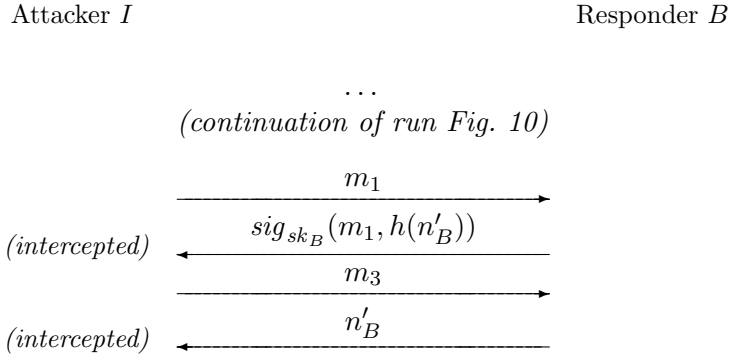 Attacker I Responder B
. . .
(continuation of run Fig. 10)
m₁
sig_{sk_B}(m₁, h(n′_B))
(intercepted)
m₃
n′_B
(intercepted)